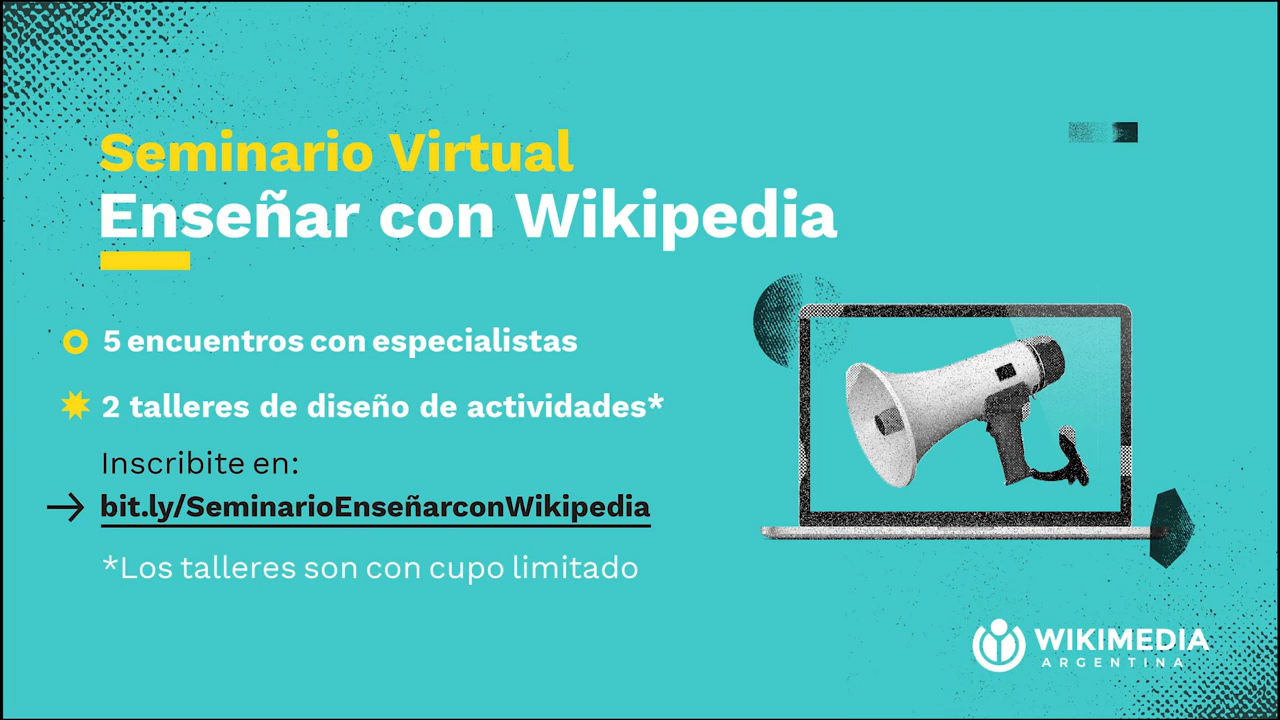 Seminario Virtual
Enseñar con Wikipedia
5 encuentros con especialistas
2 talleres de diseño de actividades*
Inscribite en:
bit.ly/SeminarioEnseñarconWikipedia
*Los talleres son con cupo limitado
WIKIMEDIA
ARGENTINA